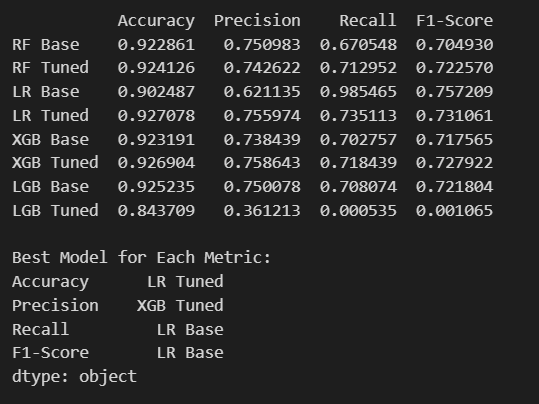 Accuracy Precision Recall F1-Score
RF Base 0.922861 0.750983 0.670548 0.704930
RF Tuned 0.924126 0.742622 0.712952 0.722570
LR Base 0.902487 0.621135 0.985465 0.757209
LR Tuned 0.927078 0.755974 0.735113 0.731061
XGB Base 0.923191 0.738439 0.702757 0.717565
XGB Tuned 0.926904 0.758643 0.718439 0.727922
LGB Base 0.925235 0.750078 0.708074 0.721804
LGB Tuned 0.843709 0.361213 0.000535 0.001065
Best Model for Each Metric:
Accuracy LR Tuned
Precision XGB Tuned
Recall LR Base
F1-Score LR Base
dtype: object